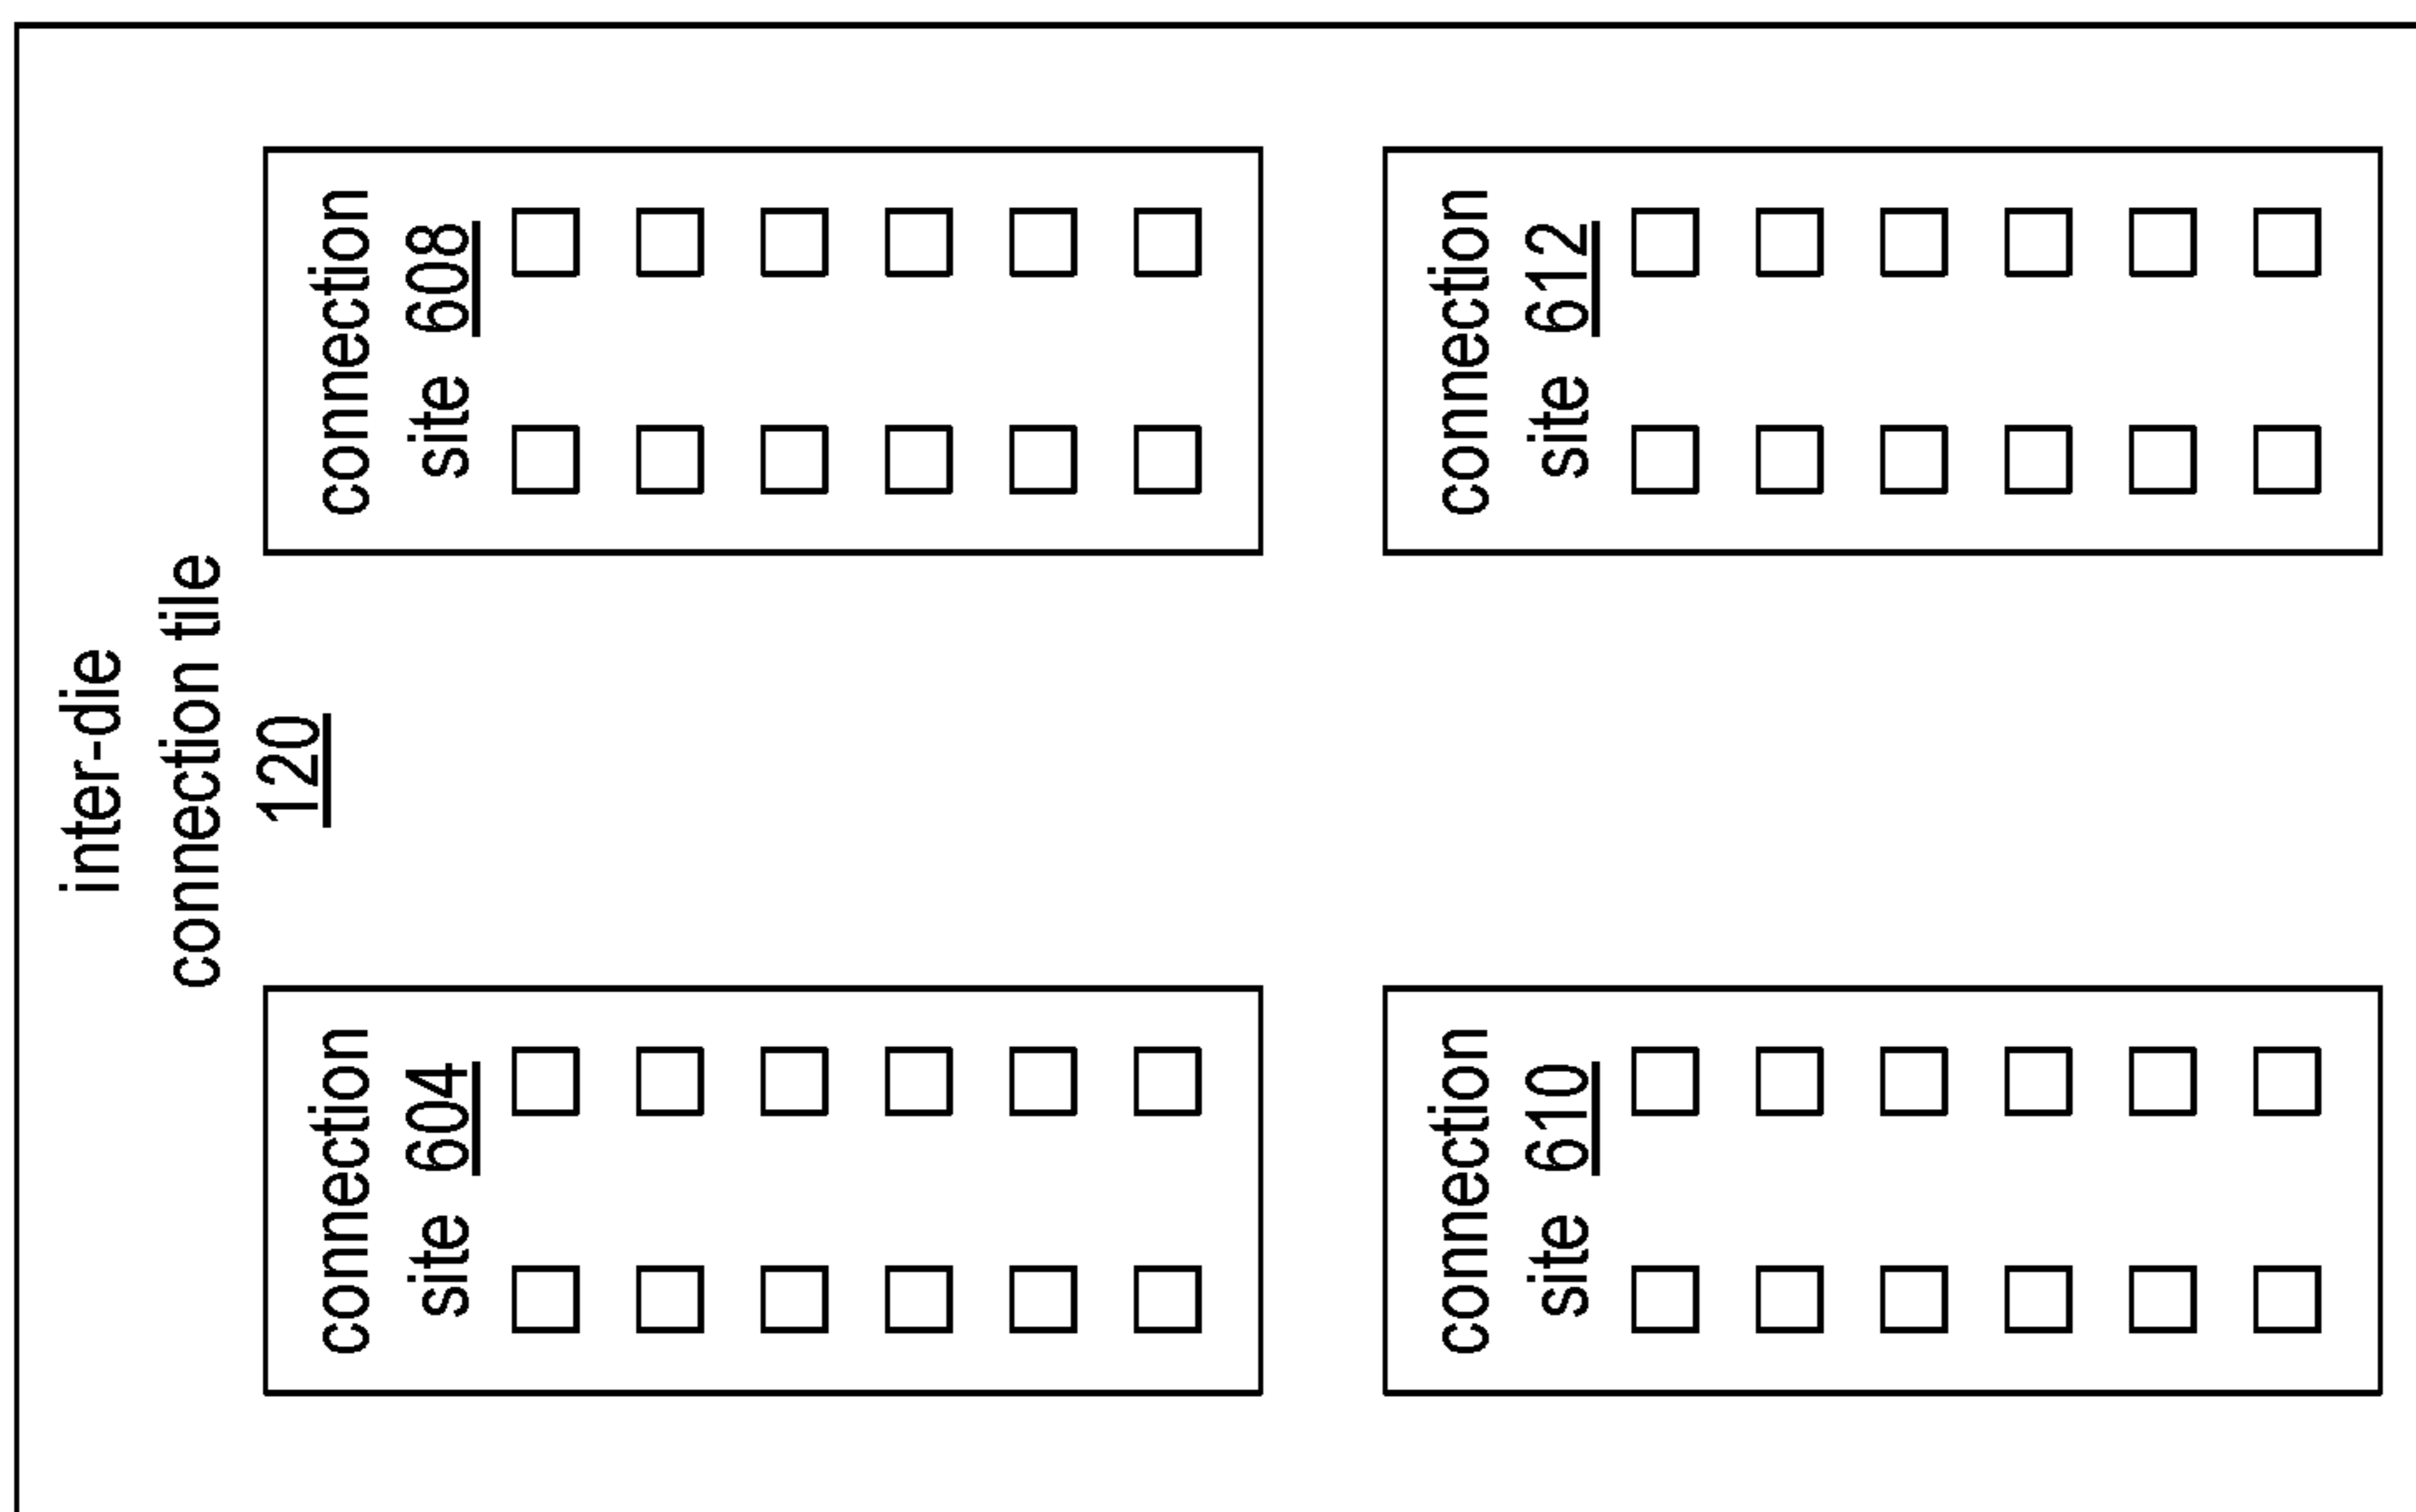 inter-die
connection tile
120
connection
site 604
connection
site 608
connection
site 610
connection
site 612